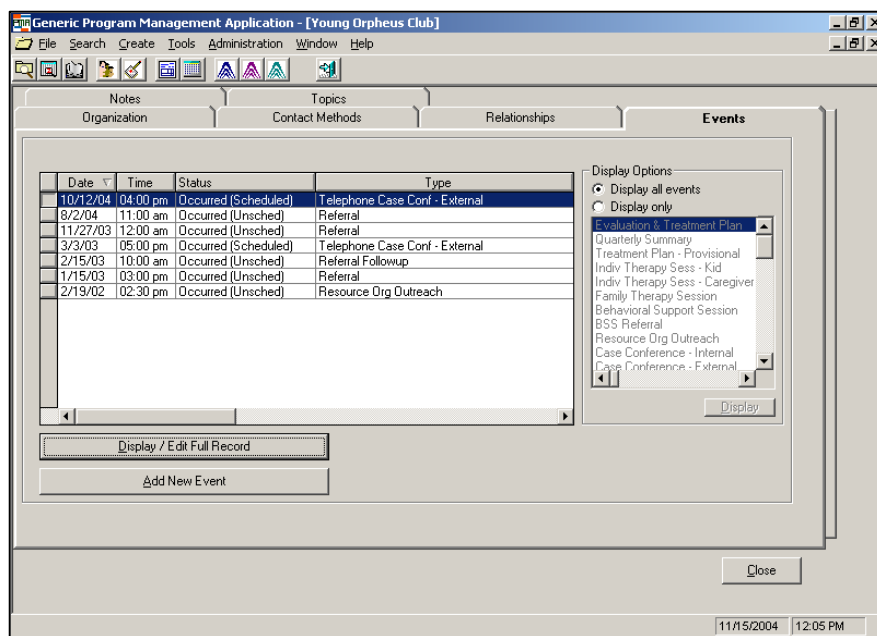 Generic Program Management Application - [Young Orpheus Club]
File Search Create Tools Administration Window Help
Notes Topics
Organization Contact Methods Relationships Events
Date Time Status Type
10/12/04 04:00 pm Occurred (Scheduled) Telephone Case Conf - External
8/2/04 11:00 am Occurred (Unsched) Referral
11/27/03 12:00 am Occurred (Unsched) Referral
3/3/03 05:00 pm Occurred (Scheduled) Telephone Case Conf - External
2/15/03 10:00 am Occurred (Unsched) Referral Followup
1/15/03 03:00 pm Occurred (Unsched) Referral
2/19/02 02:30 pm Occurred (Unsched) Resource Org Outreach
Display Options
Display all events
Display only
Evaluation & Treatment Plan
Quarterly Summary
Treatment Plan - Provisional
Indiv Therapy Sess - Kid
Indiv Therapy Sess - Caregiver
Family Therapy Session
Behavioral Support Session
BSS Referral
Resource Org Outreach
Case Conference - Internal
Case Conference - External
Display
Display / Edit Full Record
Add New Event
Close
11/15/2004 12:05 PM